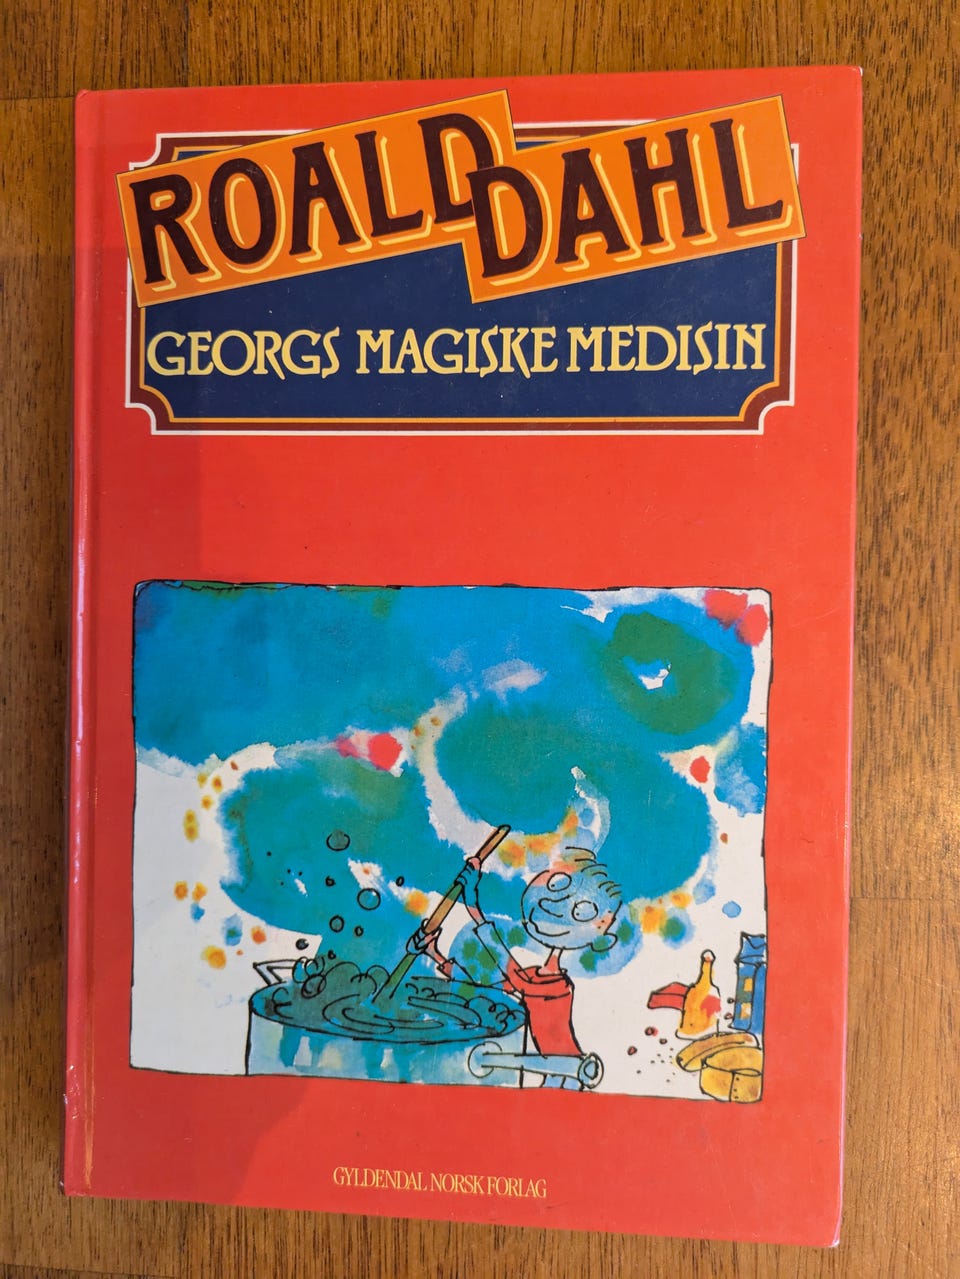 ROALD DAHL
GEORGS MAGISKE MEDISIN
GYLDENDAL NORSK FORLAG